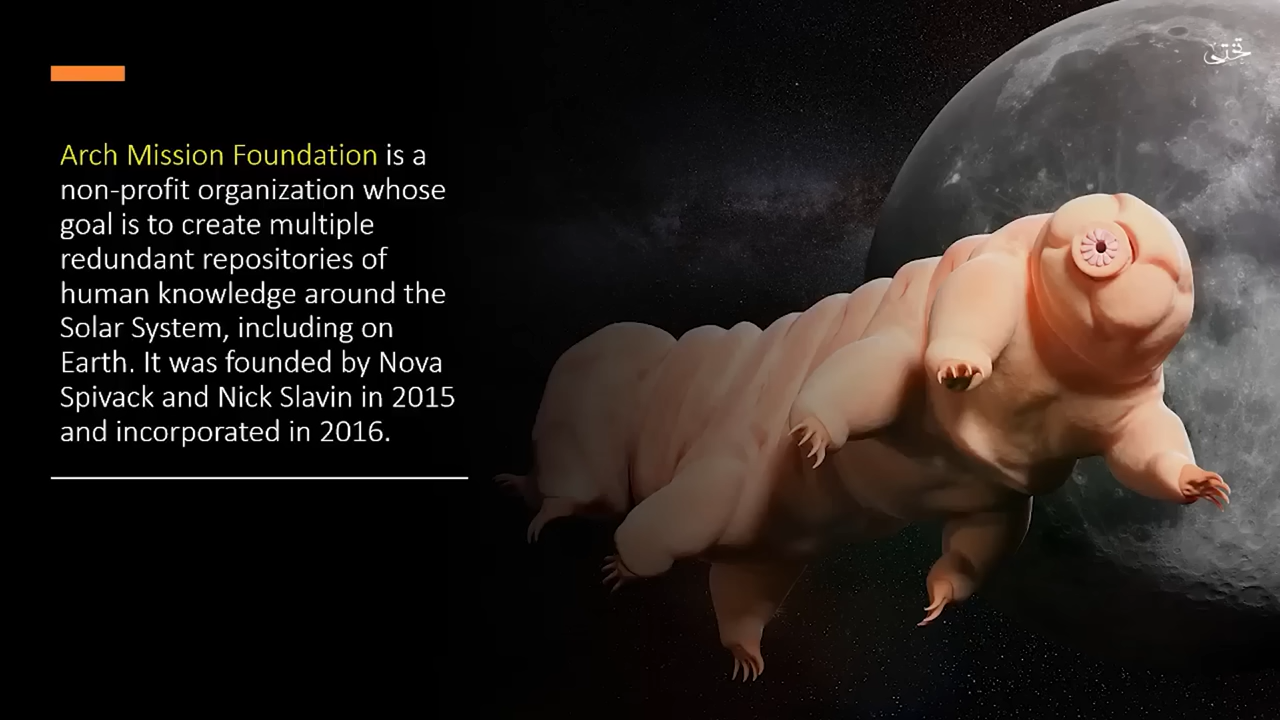 Arch Mission Foundation is a
non-profit organization whose
goal is to create multiple
redundant repositories of
human knowledge around the
Solar System, including on
Earth. It was founded by Nova
Spivack and Nick Slavin in 2015
and incorporated in 2016.